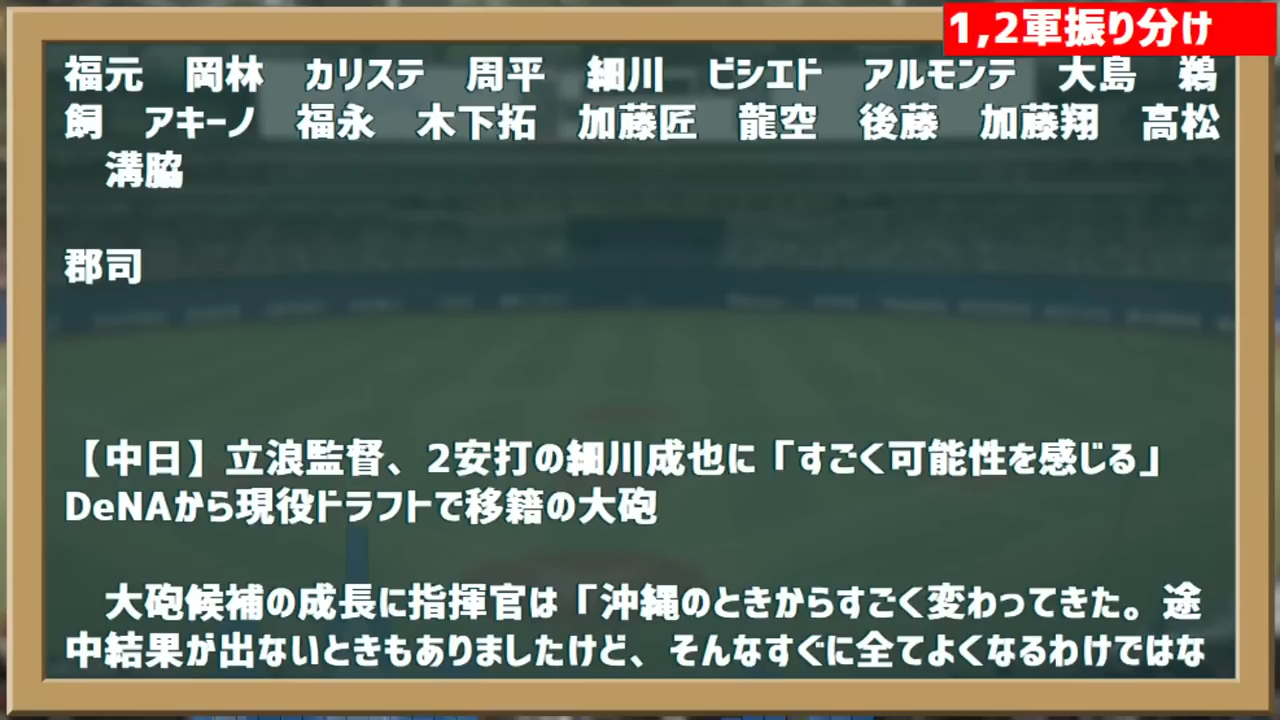 1,2軍振り分け
福元　岡林　カリステ　周平　細川　ビシエド　アルモンテ　大島　鵜
飼　アキーノ　福永　木下拓　加藤匠　龍空　後藤　加藤翔　高松
　溝脇
郡司
【中日】立浪監督、2安打の細川成也に「すごく可能性を感じる」
DeNAから現役ドラフトで移籍の大砲
　大砲候補の成長に指揮官は「沖縄のときからすごく変わってきた。途
中結果が出ないときもありましたけど、そんなすぐに全てよくなるわけではな